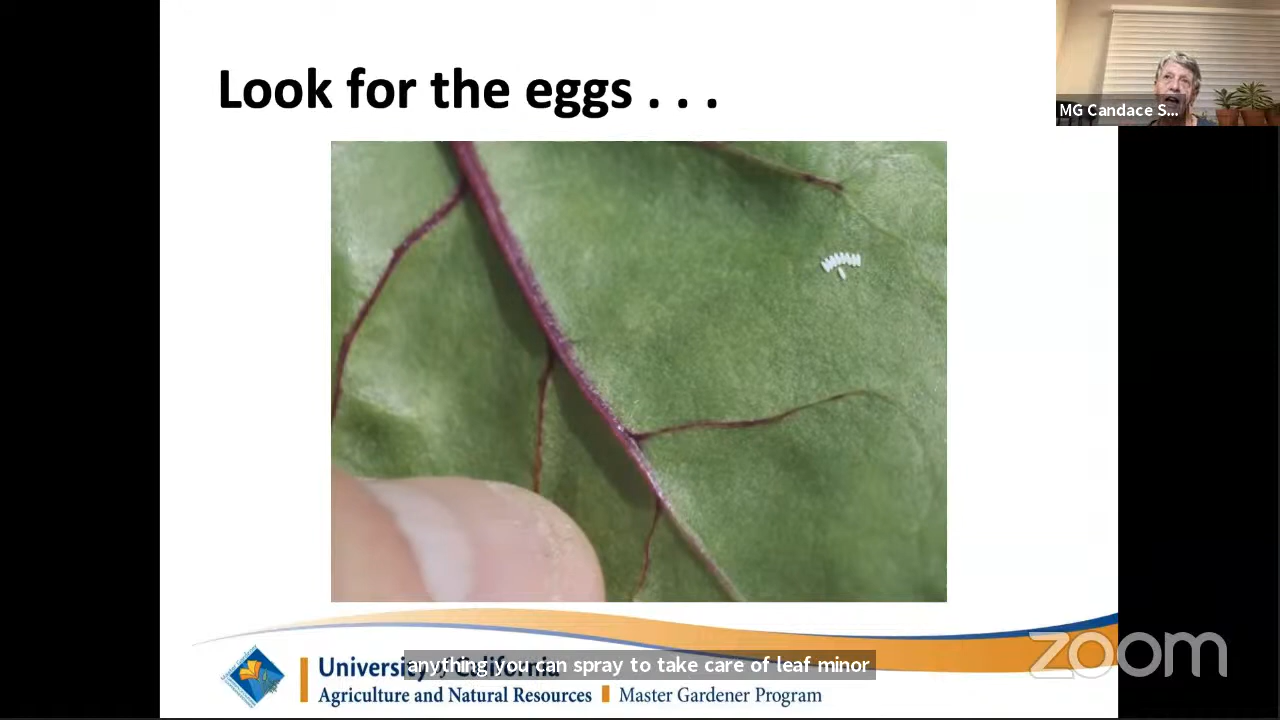 Look for the eggs . . .
MG Candace S...
University of California
anything you can spray to take care of leaf minor
Agriculture and Natural Resources
Master Gardener Program
zoom